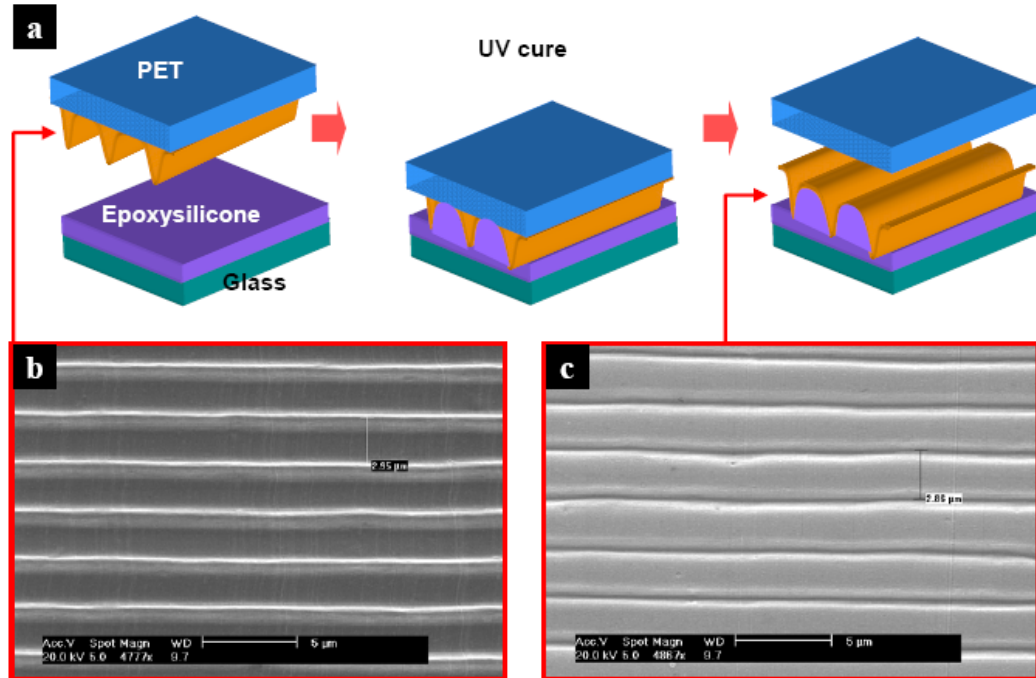 a
PET
UV cure
Epoxysilicone
Glass
b
2.95 µm
Acc.V Spot Magn WD 5 µm
20.0 kV 5.0 4777x 9.7
c
2.86 µm
Acc.V Spot Magn WD 5 µm
20.0 kV 5.0 4867x 9.7